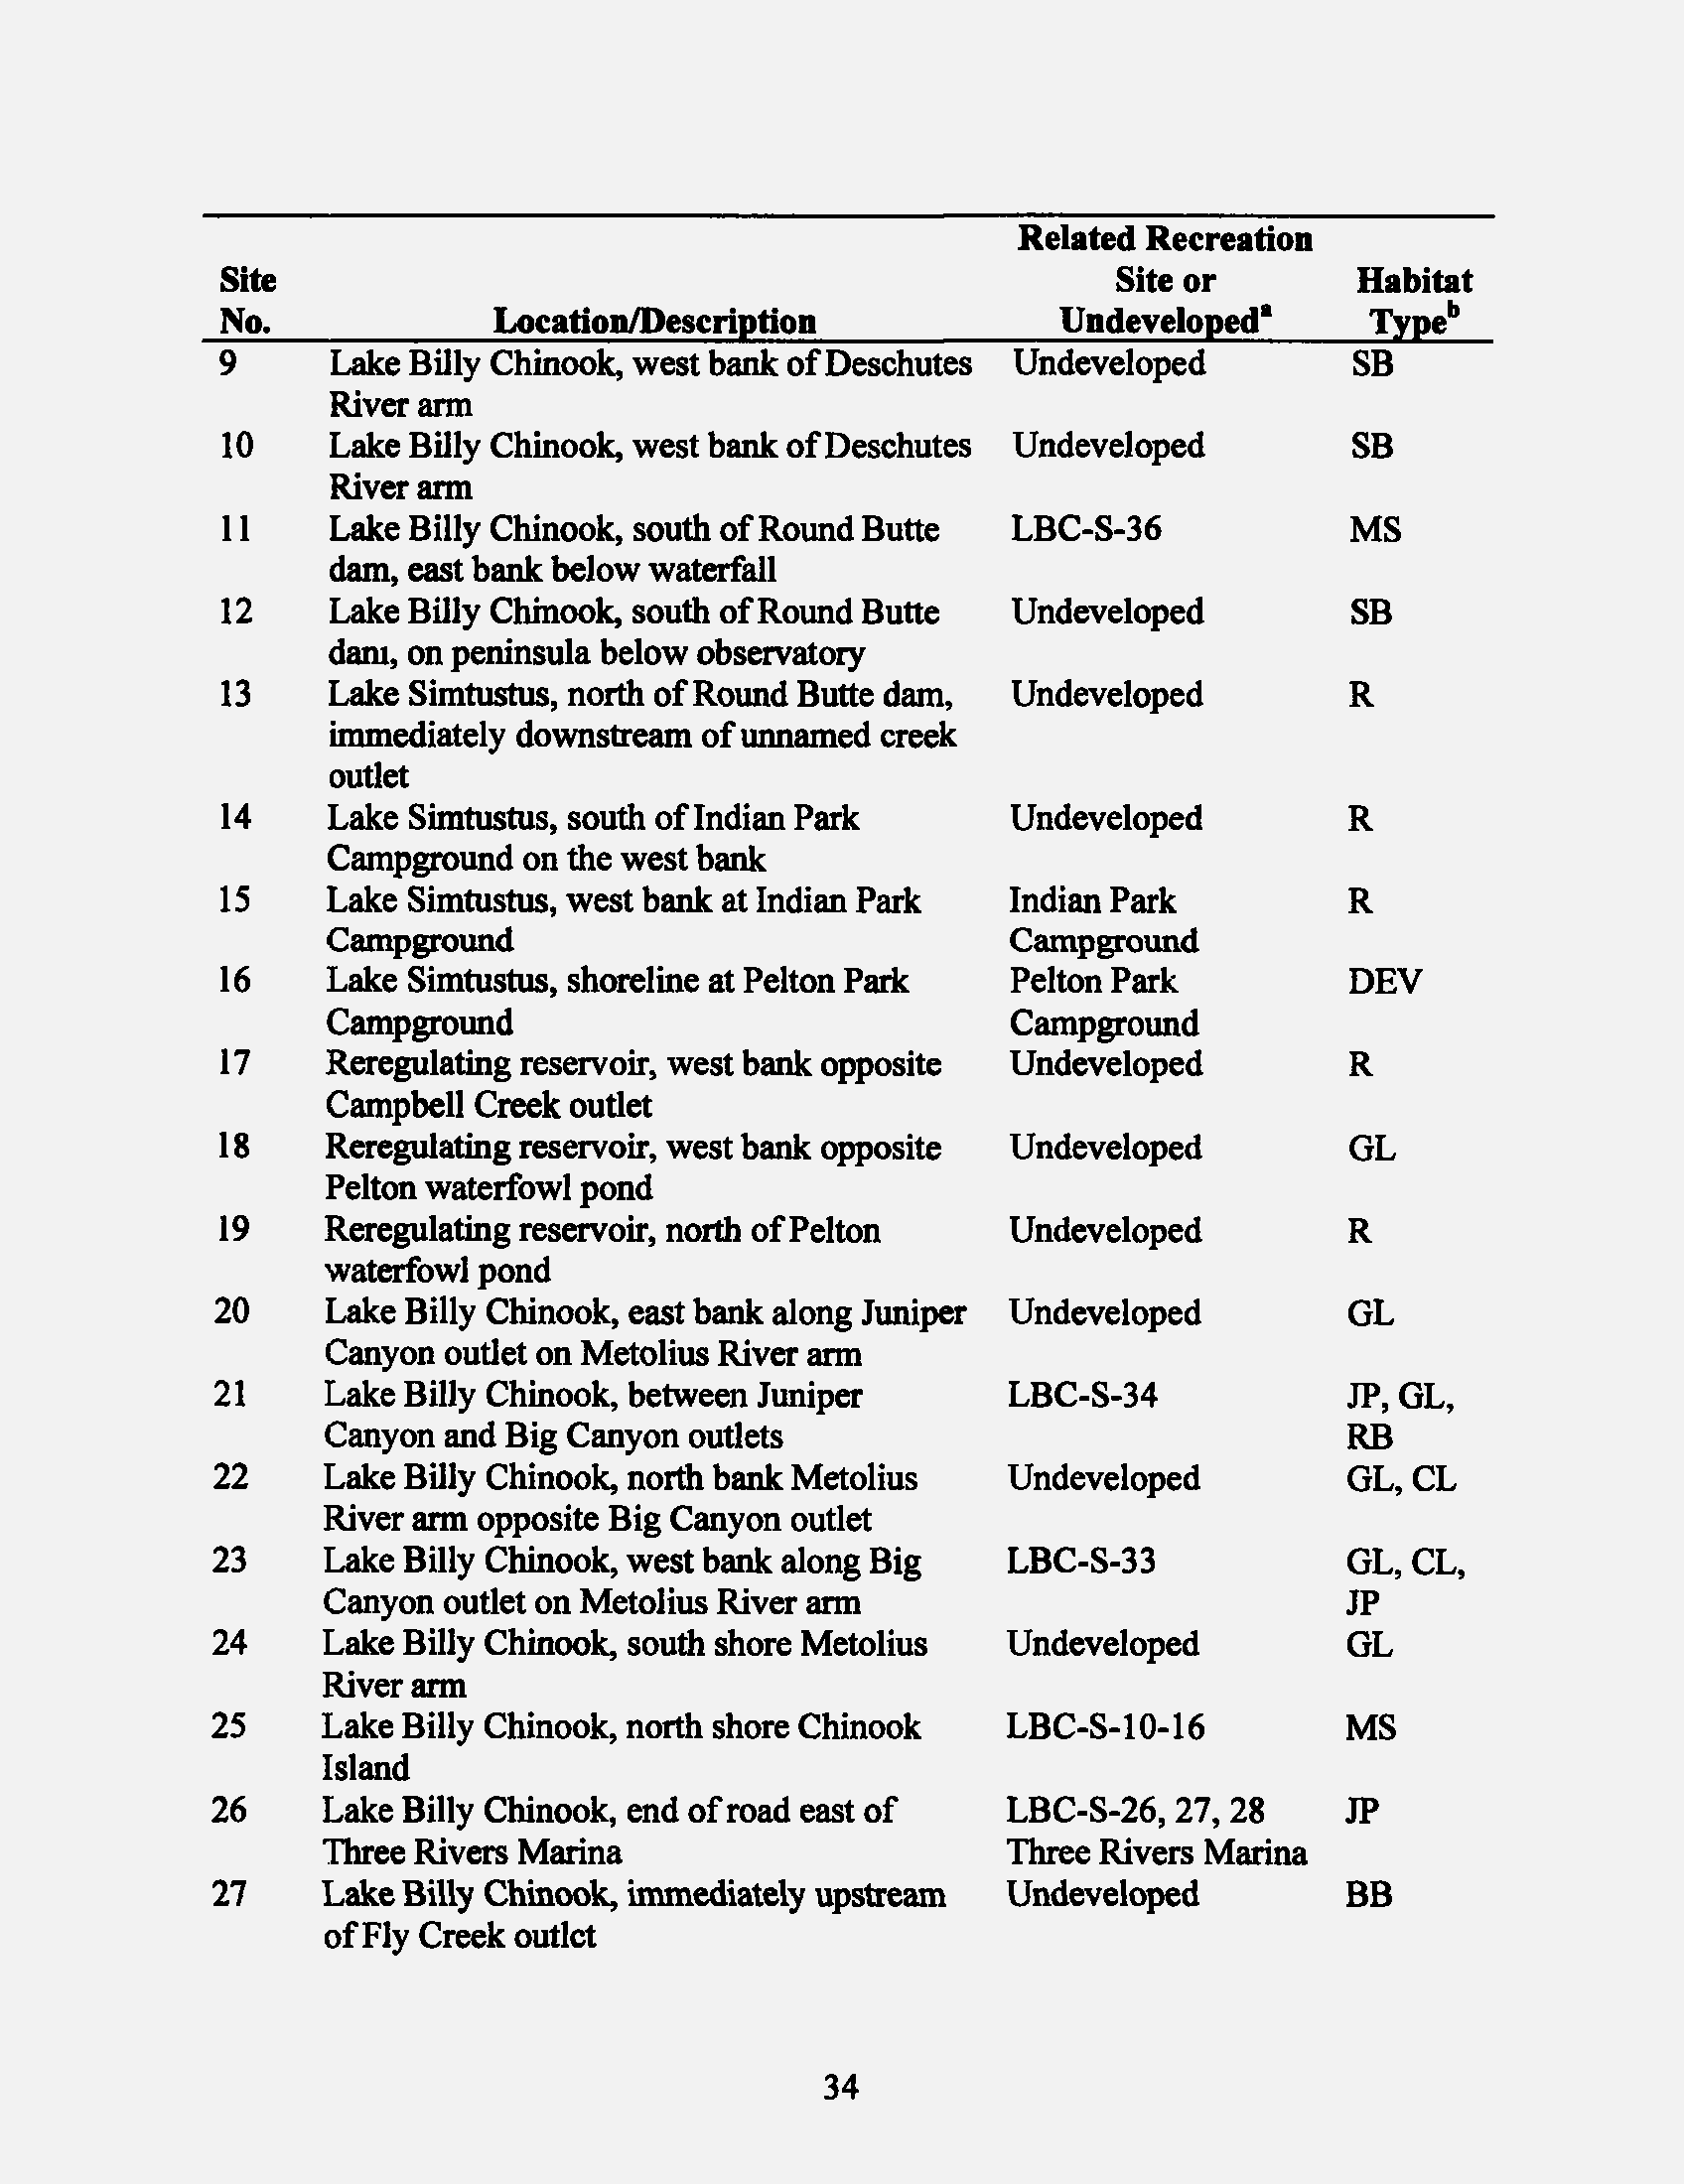 Related Recreation
Site Site or Habitat
No. Location/Description Undeveloped^a Type^b
9 Lake Billy Chinook, west bank of Deschutes Undeveloped SB
River arm
10 Lake Billy Chinook, west bank of Deschutes Undeveloped SB
River arm
11 Lake Billy Chinook, south of Round Butte LBC-S-36 MS
dam, east bank below waterfall
12 Lake Billy Chinook, south of Round Butte Undeveloped SB
dam, on peninsula below observatory
13 Lake Simtustus, north of Round Butte dam, Undeveloped R
immediately downstream of unnamed creek
outlet
14 Lake Simtustus, south of Indian Park Undeveloped R
Campground on the west bank
15 Lake Simtustus, west bank at Indian Park Indian Park R
Campground Campground
16 Lake Simtustus, shoreline at Pelton Park Pelton Park DEV
Campground Campground
17 Reregulating reservoir, west bank opposite Undeveloped R
Campbell Creek outlet
18 Reregulating reservoir, west bank opposite Undeveloped GL
Pelton waterfowl pond
19 Reregulating reservoir, north of Pelton Undeveloped R
waterfowl pond
20 Lake Billy Chinook, east bank along Juniper Undeveloped GL
Canyon outlet on Metolius River arm
21 Lake Billy Chinook, between Juniper LBC-S-34 JP, GL,
Canyon and Big Canyon outlets RB
22 Lake Billy Chinook, north bank Metolius Undeveloped GL, CL
River arm opposite Big Canyon outlet
23 Lake Billy Chinook, west bank along Big LBC-S-33 GL, CL,
Canyon outlet on Metolius River arm JP
24 Lake Billy Chinook, south shore Metolius Undeveloped GL
River arm
25 Lake Billy Chinook, north shore Chinook LBC-S-10-16 MS
Island
26 Lake Billy Chinook, end of road east of LBC-S-26, 27, 28 JP
Three Rivers Marina Three Rivers Marina
27 Lake Billy Chinook, immediately upstream Undeveloped BB
of Fly Creek outlet
34